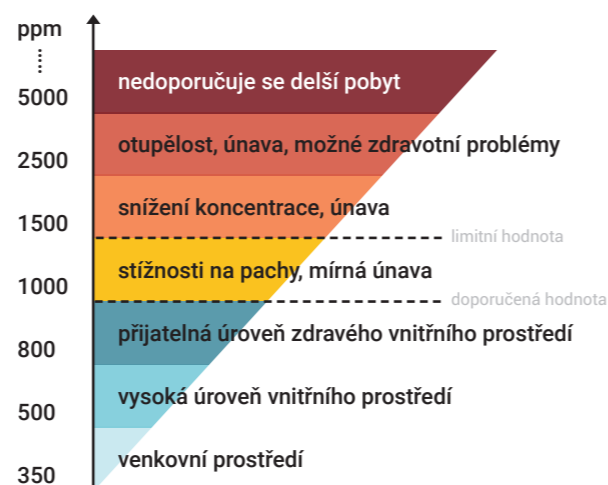 ppm
5000
nedoporučuje se delší pobyt
2500
otupělost, únava, možné zdravotní problémy
1500
snížení koncentrace, únava
limitní hodnota
1000
stížnosti na pachy, mírná únava
doporučená hodnota
800
přijatelná úroveň zdravého vnitřního prostředí
500
vysoká úroveň vnitřního prostředí
350
venkovní prostředí